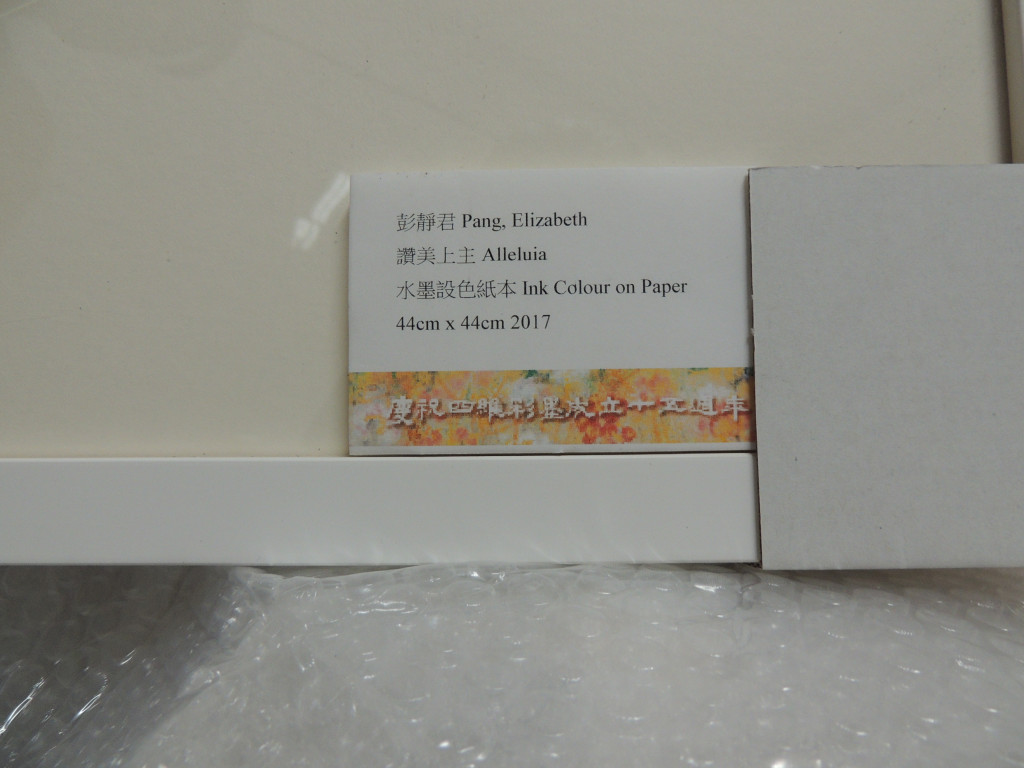 彭靜君 Pang, Elizabeth
讚美上主 Alleluia
水墨設色紙本 Ink Colour on Paper
44cm x 44cm 2017
慶祝四維彩墨成立十五週年